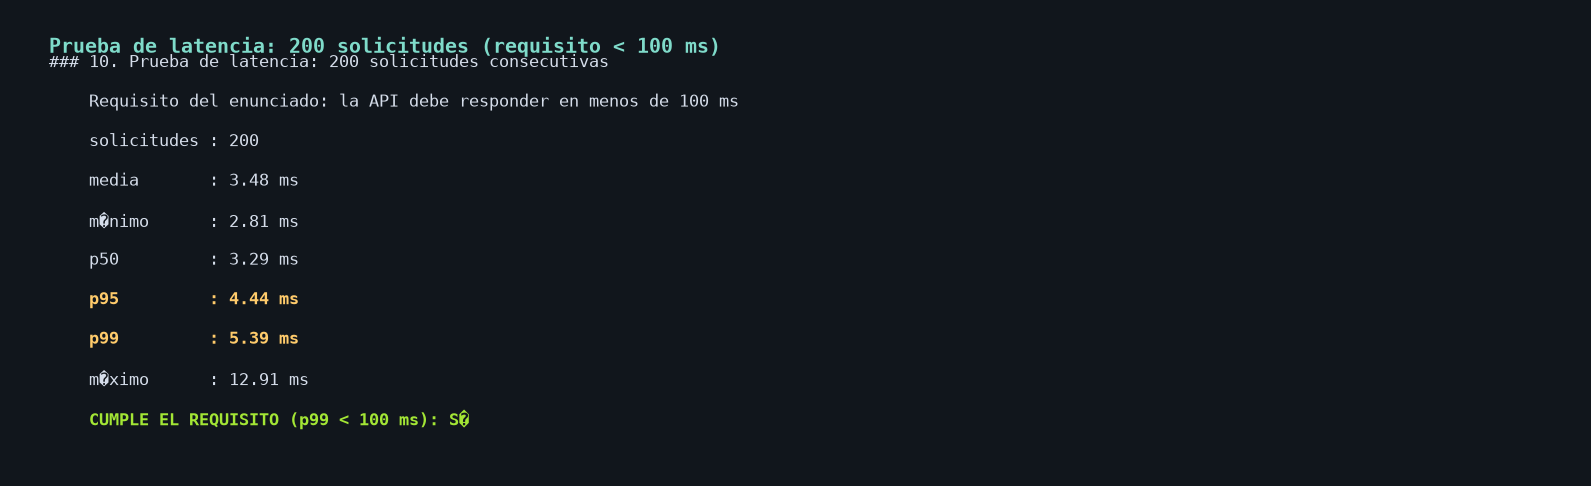 Prueba de latencia: 200 solicitudes (requisito < 100 ms)
### 10. Prueba de latencia: 200 solicitudes consecutivas
Requisito del enunciado: la API debe responder en menos de 100 ms
solicitudes : 200
media       : 3.48 ms
m�nimo      : 2.81 ms
p50         : 3.29 ms
p95         : 4.44 ms
p99         : 5.39 ms
m�ximo      : 12.91 ms
CUMPLE EL REQUISITO (p99 < 100 ms): S�